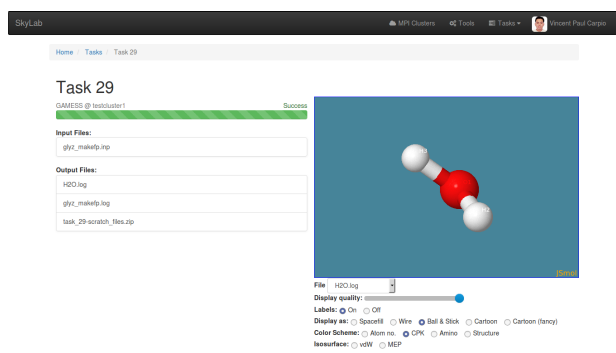 SkyLab
MPI Clusters
Tools
Tasks
Vincent Paul Carpio
Home / Tasks / Task 29
Task 29
GAMESS @ testcluster1
Success
Input Files:
glyz_makefp.inp
Output Files:
H2O.log
glyz_makefp.log
task_29-scratch_files.zip
H3
H2
JSmol
File H2O.log
Display quality:
Labels: On Off
Display as: Spacefill Wire Ball & Stick Cartoon Cartoon (fancy)
Color Scheme: Atom no. CPK Amino Structure
Isosurface: vdW MEP